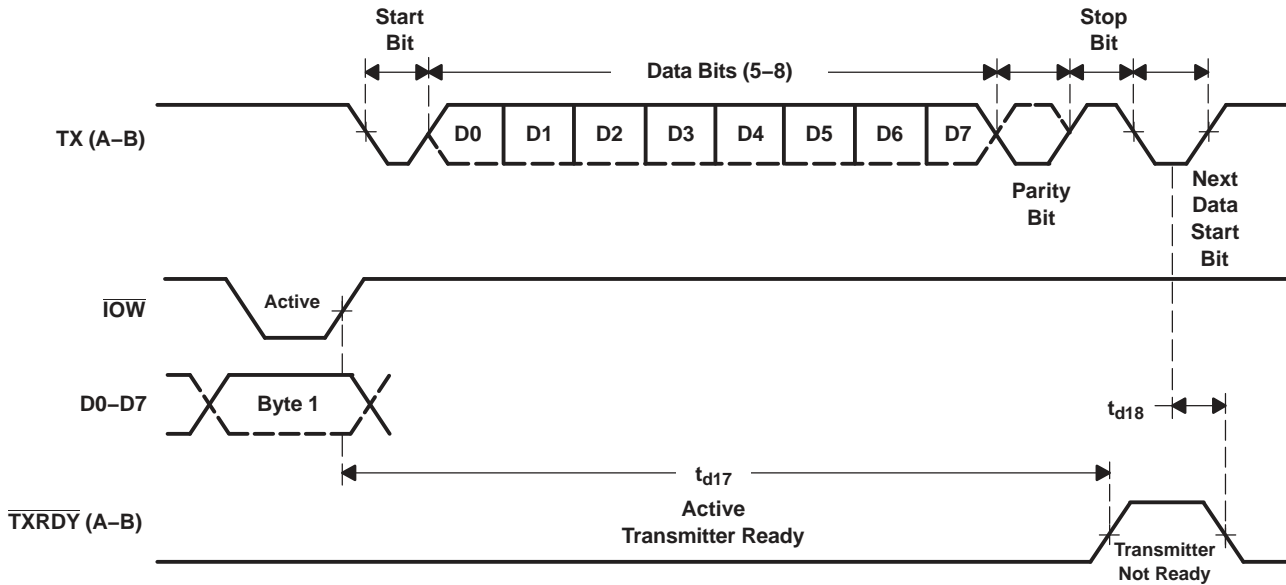 Start
Bit
Stop
Bit
Data Bits (5–8)
TX (A–B)
D0
D1
D2
D3
D4
D5
D6
D7
Parity
Bit
Next
Data
Start
Bit
IOW
Active
D0–D7
Byte 1
td18
td17
TXRDY (A–B)
Active
Transmitter Ready
Transmitter
Not Ready